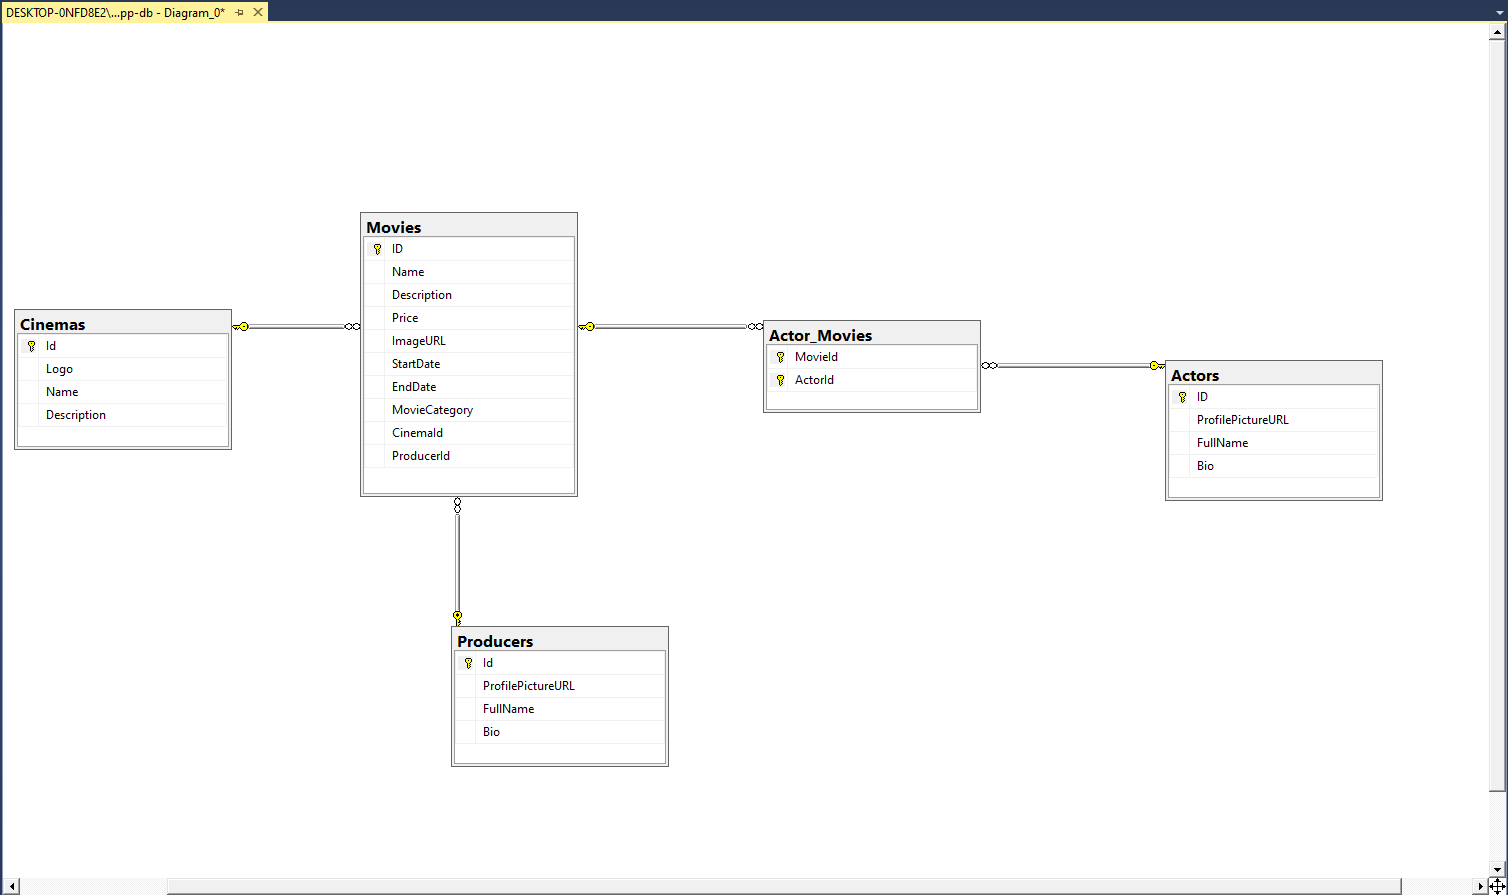 DESKTOP-0NFD8E2\...pp-db - Diagram_0*
Movies
ID
Name
Description
Price
ImageURL
StartDate
EndDate
MovieCategory
CinemaId
ProducerId
Cinemas
Id
Logo
Name
Description
Actor_Movies
MovieId
ActorId
Actors
ID
ProfilePictureURL
FullName
Bio
Producers
Id
ProfilePictureURL
FullName
Bio